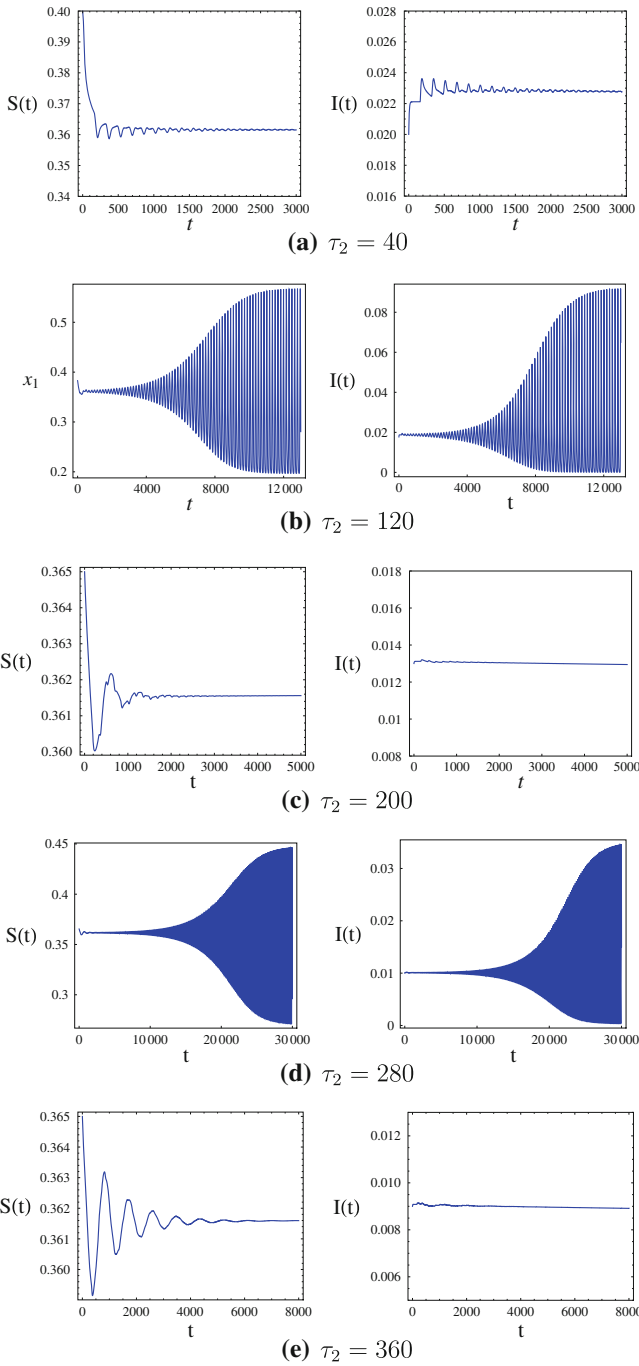 0.40
0.39
0.38
S(t)
0.37
0.36
0.35
0.34
0 500 1000 1500 2000 2500 3000
t
0.028
0.026
0.024
I(t)
0.022
0.020
0.018
0.016
0 500 1000 1500 2000 2500 3000
t
(a) τ₂ = 40
0.5
x₁
0.4
0.3
0.2
0 4000 8000 12000
t
0.08
0.06
I(t)
0.04
0.02
0
0 4000 8000 12000
t
(b) τ₂ = 120
0.365
0.364
0.363
S(t)
0.362
0.361
0.360
0 1000 2000 3000 4000 5000
t
0.018
0.016
I(t)
0.014
0.012
0.01
0.008
0 1000 2000 3000 4000 5000
t
(c) τ₂ = 200
0.45
0.4
S(t)
0.35
0.3
0 10000 20000 30000
t
0.03
I(t)
0.02
0.01
0
0 10000 20000 30000
t
(d) τ₂ = 280
0.365
0.364
0.363
S(t)
0.362
0.361
0.360
0 2000 4000 6000 8000
t
0.012
0.010
I(t)
0.008
0.006
0 2000 4000 6000 8000
t
(e) τ₂ = 360